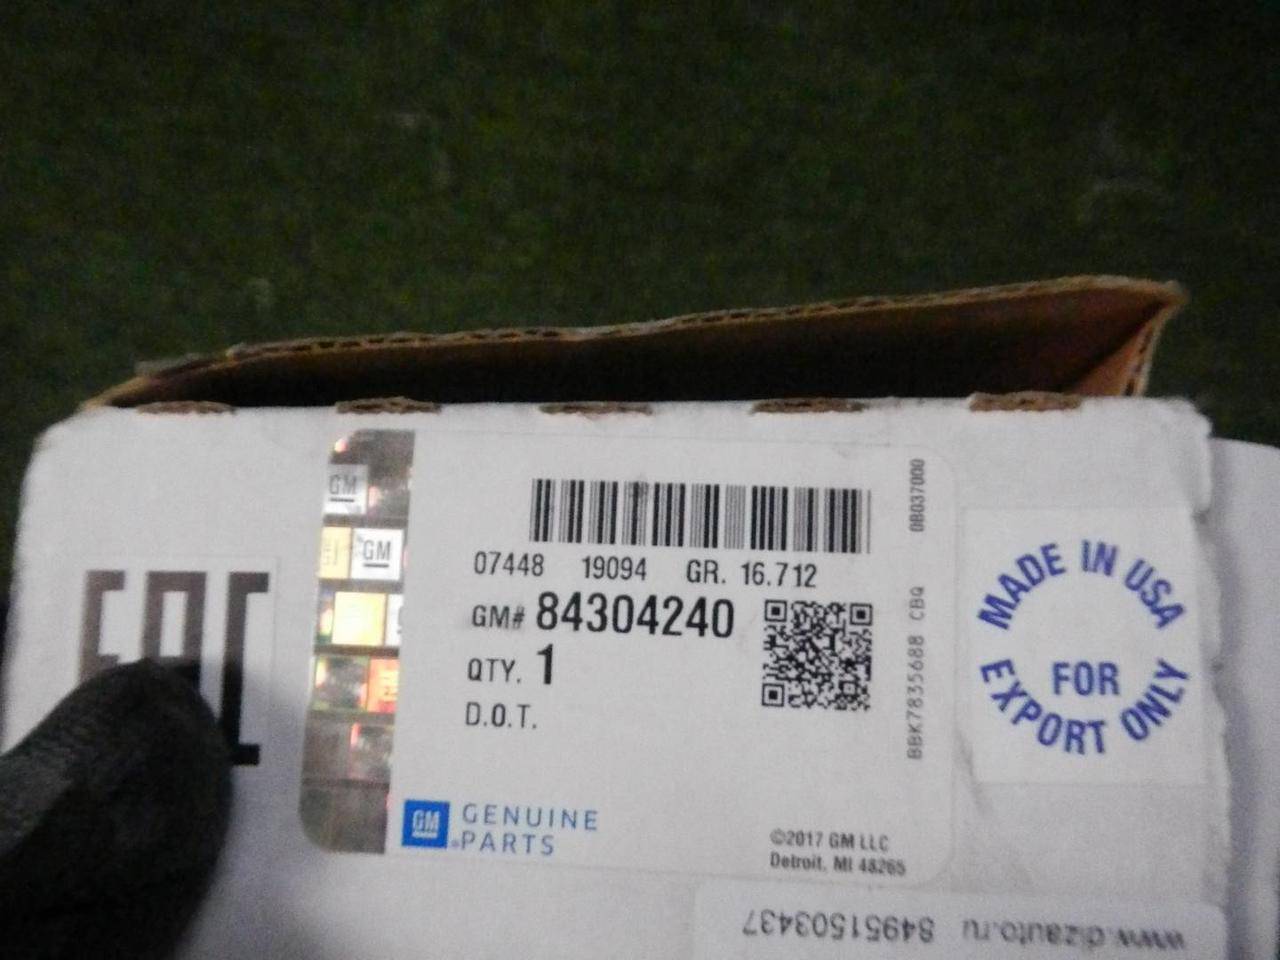 EAC
GM
GM
07448 19094 GR. 16.712
GM# 84304240
QTY. 1
D.O.T.
GM GENUINE
PARTS
©2017 GM LLC
Detroit, MI 48265
BBK7835688 CBQ 0B037000
MADE IN USA
FOR
EXPORT ONLY
www.dizauto.ru 84951503437